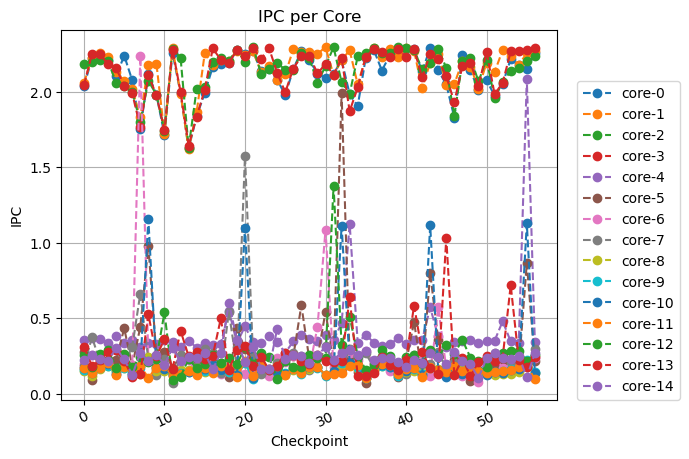 IPC per Core
IPC
2.0
1.5
1.0
0.5
0.0
0
10
20
30
40
50
Checkpoint
core-0
core-1
core-2
core-3
core-4
core-5
core-6
core-7
core-8
core-9
core-10
core-11
core-12
core-13
core-14